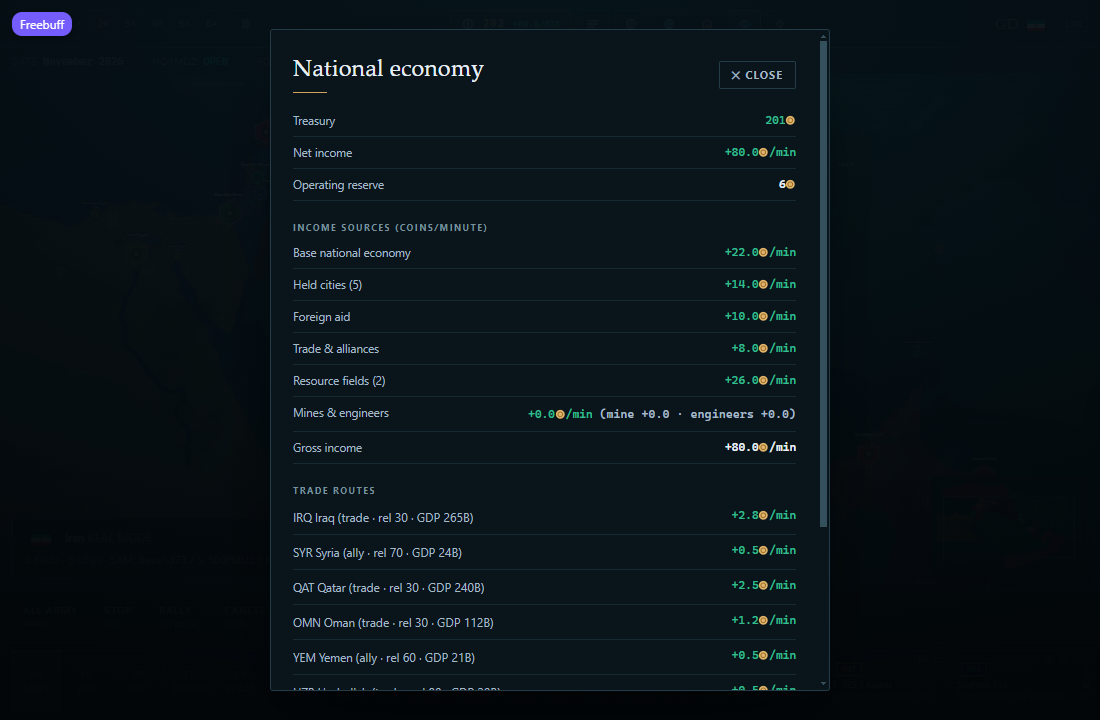 Freebuff
National economy
✕ CLOSE
Treasury 201
Net income +80.0/min
Operating reserve 6
INCOME SOURCES (COINS/MINUTE)
Base national economy +22.0/min
Held cities (5) +14.0/min
Foreign aid +10.0/min
Trade & alliances +8.0/min
Resource fields (2) +26.0/min
Mines & engineers +0.0/min (mine +0.0 · engineers +0.0)
Gross income +80.0/min
TRADE ROUTES
IRQ Iraq (trade · rel 30 · GDP 265B) +2.8/min
SYR Syria (ally · rel 70 · GDP 24B) +0.5/min
QAT Qatar (trade · rel 30 · GDP 240B) +2.5/min
OMN Oman (trade · rel 30 · GDP 112B) +1.2/min
YEM Yemen (ally · rel 60 · GDP 21B) +0.5/min